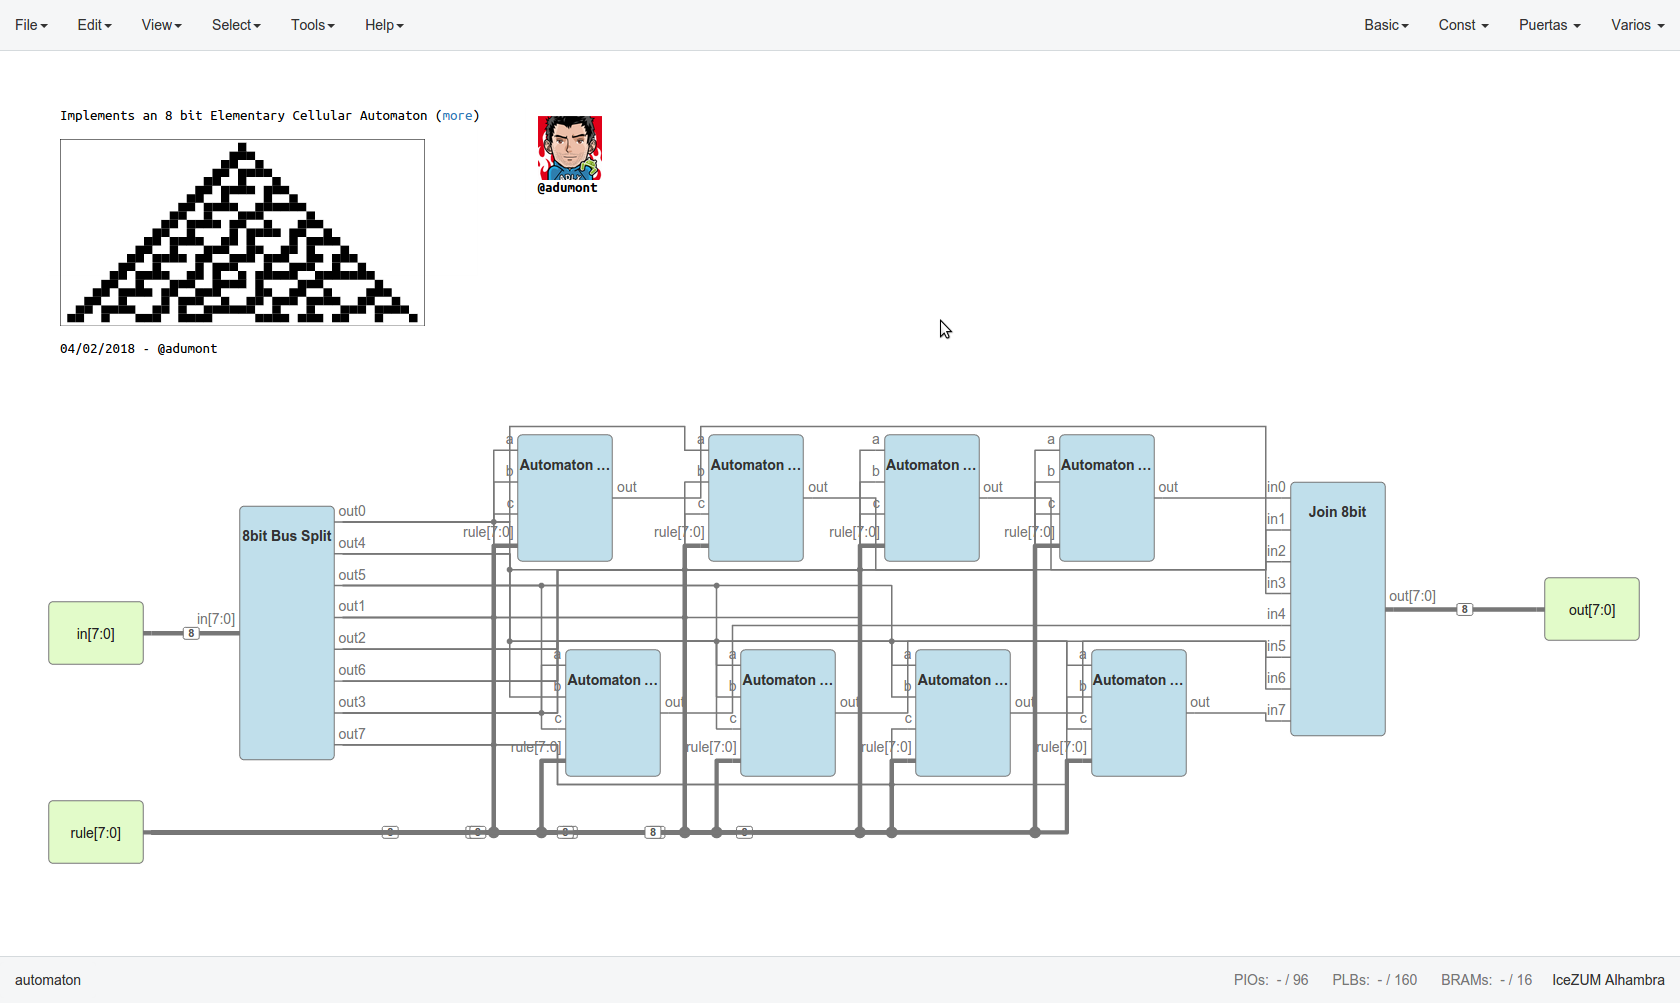 File Edit View Select Tools Help Basic Const Puertas Varios
Implements an 8 bit Elementary Cellular Automaton (more)
@adumont
04/02/2018 - @adumont
a a a a
Automaton ... Automaton ... Automaton ... Automaton ...
b b b b
out out out out in0
c c c c
rule[7:0] rule[7:0] rule[7:0] rule[7:0]
8bit Bus Split
out0
out4
out5
out1
out2
out6
out3
out7
in[7:0]
in[7:0]
8
Join 8bit
in1
in2
in3
in4
in5
in6
in7
out[7:0]
8
out[7:0]
a a a a
Automaton ... Automaton ... Automaton ... Automaton ...
b b b b
out out out out
c c c c
rule[7:0] rule[7:0] rule[7:0] rule[7:0]
rule[7:0]
8 8 8 8 8
automaton PIOs: - / 96 PLBs: - / 160 BRAMs: - / 16 IceZUM Alhambra